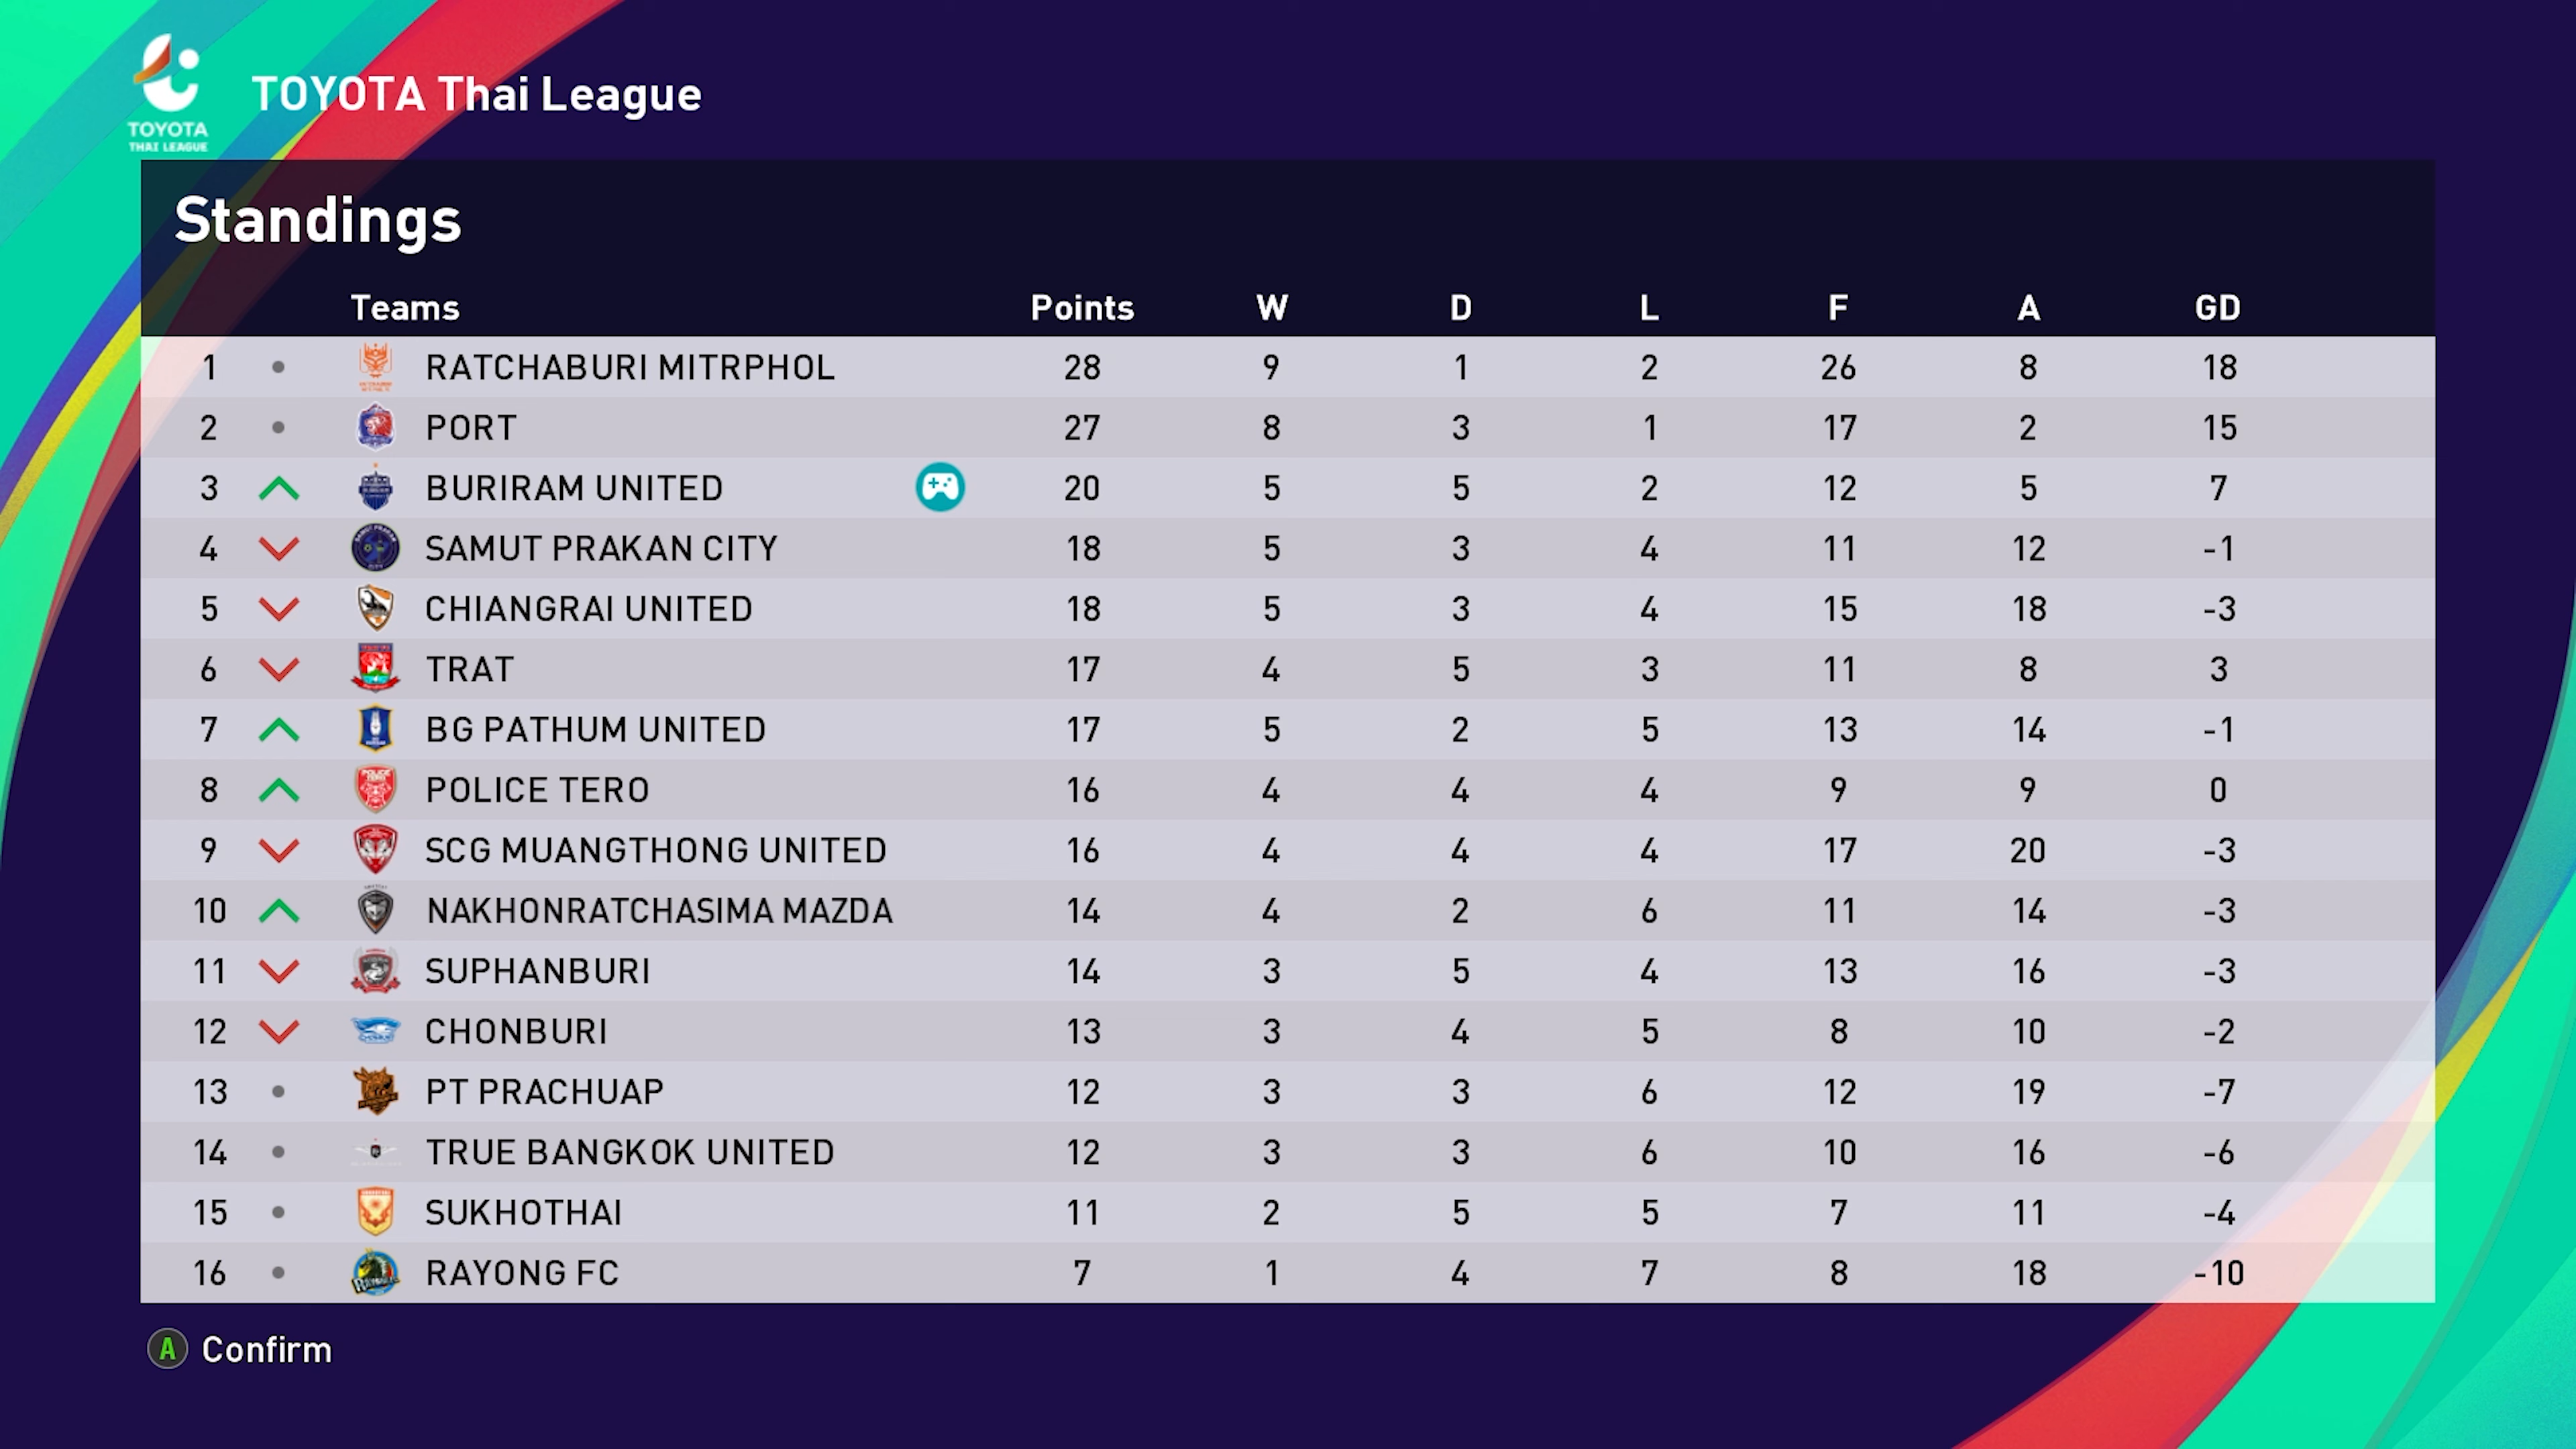 TOYOTA
THAI LEAGUE
TOYOTA Thai League
Standings
Teams Points W D L F A GD
1 RATCHABURI MITRPHOL 28 9 1 2 26 8 18
2 PORT 27 8 3 1 17 2 15
3 BURIRAM UNITED 20 5 5 2 12 5 7
4 SAMUT PRAKAN CITY 18 5 3 4 11 12 -1
5 CHIANGRAI UNITED 18 5 3 4 15 18 -3
6 TRAT 17 4 5 3 11 8 3
7 BG PATHUM UNITED 17 5 2 5 13 14 -1
8 POLICE TERO 16 4 4 4 9 9 0
9 SCG MUANGTHONG UNITED 16 4 4 4 17 20 -3
10 NAKHONRATCHASIMA MAZDA 14 4 2 6 11 14 -3
11 SUPHANBURI 14 3 5 4 13 16 -3
12 CHONBURI 13 3 4 5 8 10 -2
13 PT PRACHUAP 12 3 3 6 12 19 -7
14 TRUE BANGKOK UNITED 12 3 3 6 10 16 -6
15 SUKHOTHAI 11 2 5 5 7 11 -4
16 RAYONG FC 7 1 4 7 8 18 -10
A Confirm